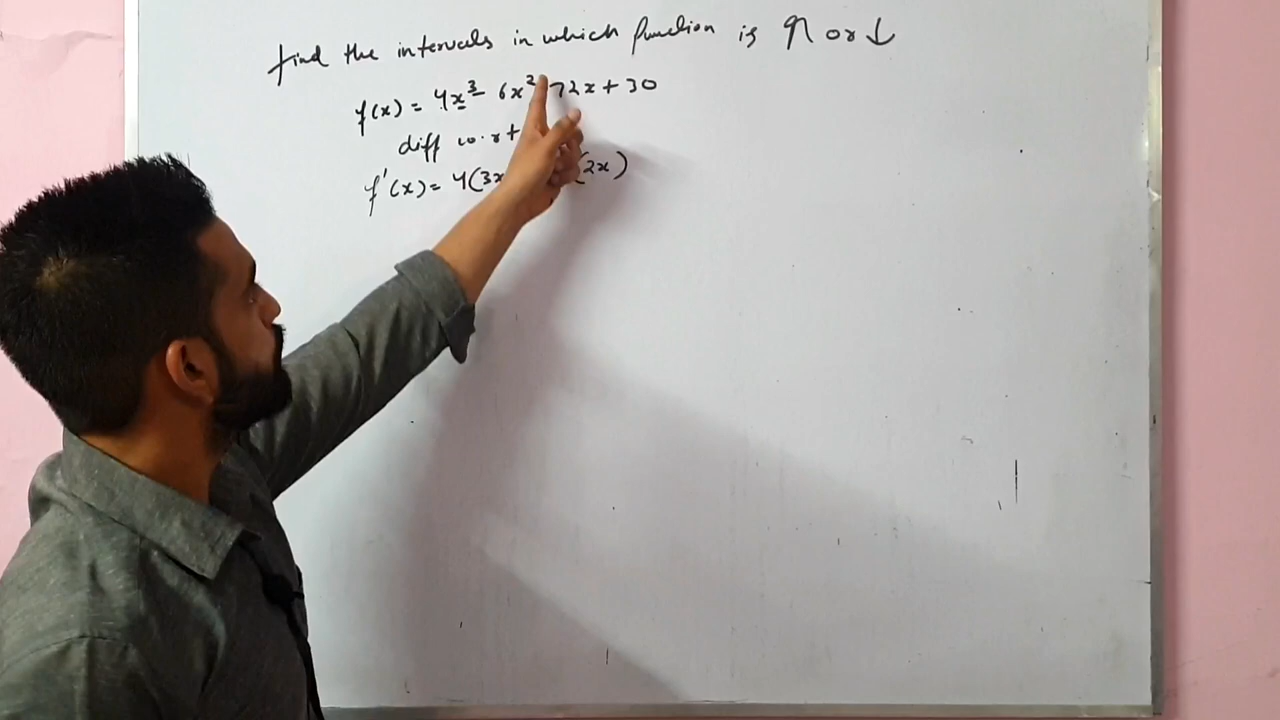 find the intervals in which function is ↑ or ↓
f(x) = 4x³ - 6x² 72x + 30
diff w.r.t
f'(x) = 4(3x (2x)